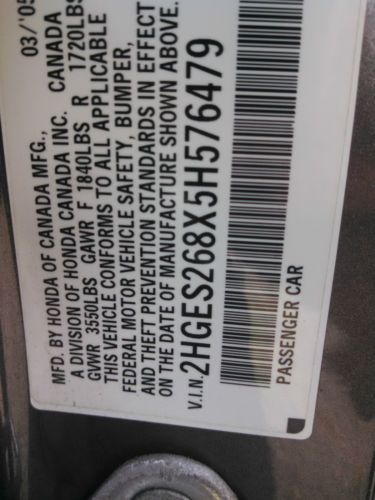 MFD. BY HONDA OF CANADA MFG., 03/'05
A DIVISION OF HONDA CANADA INC. CANADA
GVWR 3550LBS GAWR F 1840LBS R 1720LBS
THIS VEHICLE CONFORMS TO ALL APPLICABLE
FEDERAL MOTOR VEHICLE SAFETY, BUMPER,
AND THEFT PREVENTION STANDARDS IN EFFECT
ON THE DATE OF MANUFACTURE SHOWN ABOVE.
V.I.N. 2HGES268X5H576479
PASSENGER CAR